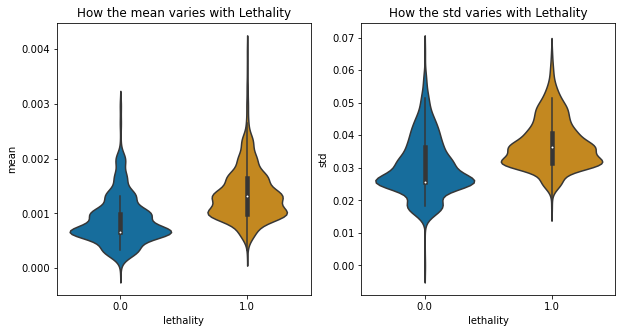 How the mean varies with Lethality
0.004
0.003
0.002
0.001
0.000
mean
0.0
1.0
lethality
How the std varies with Lethality
0.07
0.06
0.05
0.04
0.03
0.02
0.01
0.00
std
0.0
1.0
lethality